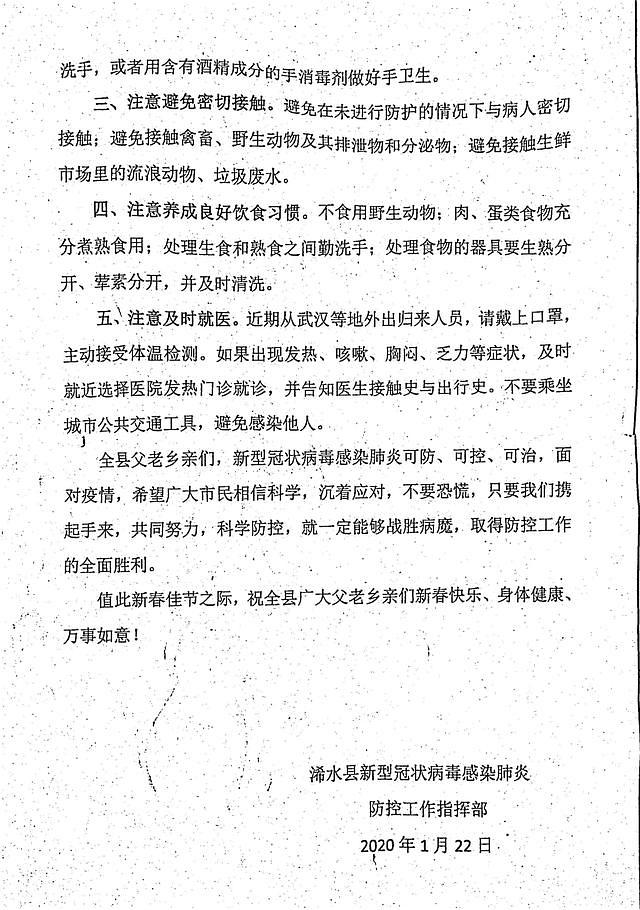 洗手，或者用含有酒精成分的手消毒剂做好手卫生。
三、注意避免密切接触。避免在未进行防护的情况下与病人密切
接触；避免接触禽畜、野生动物及其排泄物和分泌物；避免接触生鲜
市场里的流浪动物、垃圾废水。
四、注意养成良好饮食习惯。不食用野生动物；肉、蛋类食物充
分煮熟食用；处理生食和熟食之间勤洗手；处理食物的器具要生熟分
开、荤素分开，并及时清洗。
五、注意及时就医。近期从武汉等地外出归来人员，请戴上口罩，
主动接受体温检测。如果出现发热、咳嗽、胸闷、乏力等症状，及时
就近选择医院发热门诊就诊，并告知医生接触史与出行史。不要乘坐
城市公共交通工具，避免感染他人。
全县父老乡亲们，新型冠状病毒感染肺炎可防、可控、可治，面
对疫情，希望广大市民相信科学，沉着应对，不要恐慌，只要我们携
起手来，共同努力，科学防控，就一定能够战胜病魔，取得防控工作
的全面胜利。
值此新春佳节之际，祝全县广大父老乡亲们新春快乐、身体健康、
万事如意！
浠水县新型冠状病毒感染肺炎
防控工作指挥部
2020年1月22日